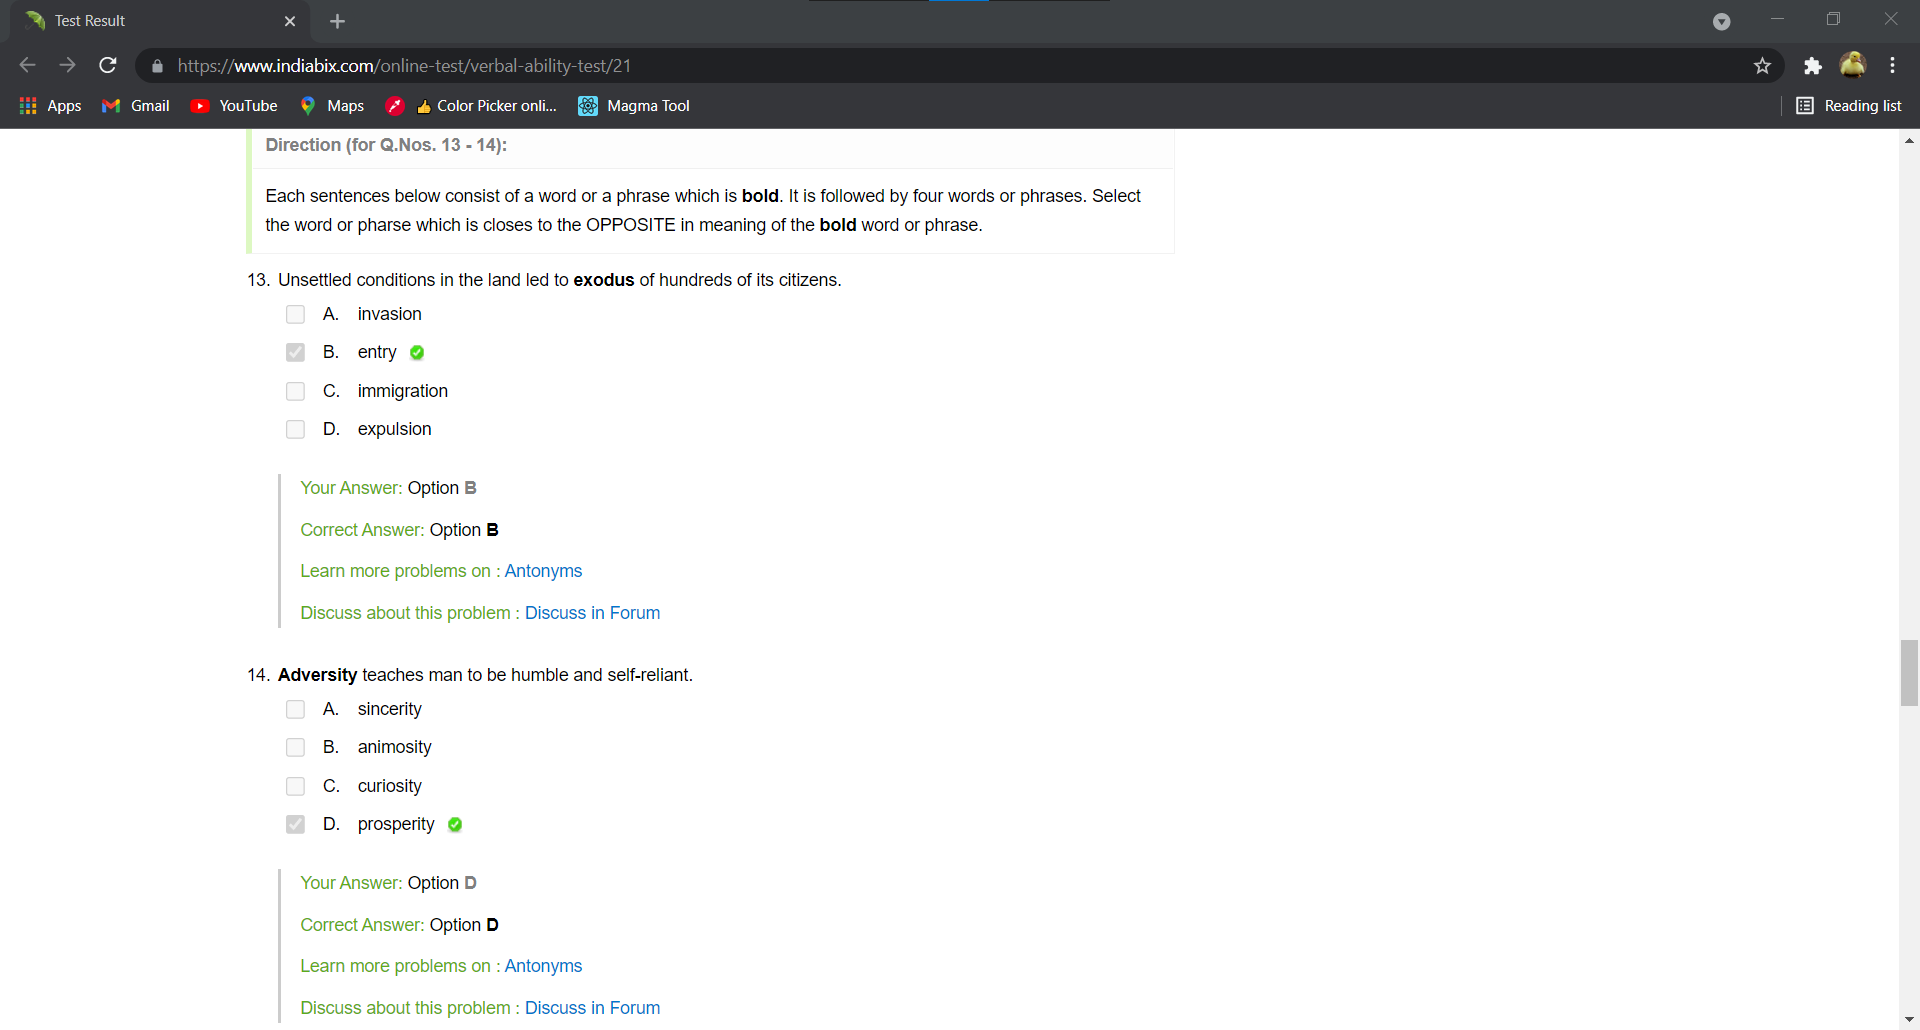 Test Result
https://www.indiabix.com/online-test/verbal-ability-test/21
Apps Gmail YouTube Maps Color Picker onli... Magma Tool Reading list
Direction (for Q.Nos. 13 - 14):
Each sentences below consist of a word or a phrase which is bold. It is followed by four words or phrases. Select
the word or pharse which is closes to the OPPOSITE in meaning of the bold word or phrase.
13. Unsettled conditions in the land led to exodus of hundreds of its citizens.
A. invasion
B. entry
C. immigration
D. expulsion
Your Answer: Option B
Correct Answer: Option B
Learn more problems on : Antonyms
Discuss about this problem : Discuss in Forum
14. Adversity teaches man to be humble and self-reliant.
A. sincerity
B. animosity
C. curiosity
D. prosperity
Your Answer: Option D
Correct Answer: Option D
Learn more problems on : Antonyms
Discuss about this problem : Discuss in Forum